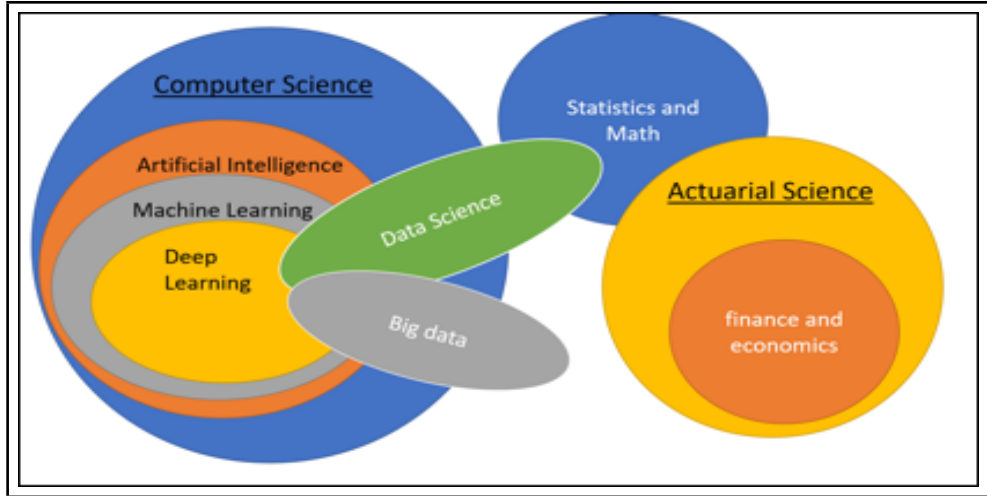 Computer Science
Artificial Intelligence
Machine Learning
Deep
Learning
Data Science
Big data
Statistics and
Math
Actuarial Science
finance and
economics